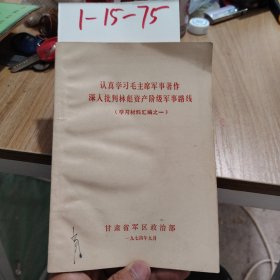 1-15-75
认真学习毛主席军事著作
深入批判林彪资产阶级军事路线
(学习材料汇编之一)
甘肃省军区政治部
一九七四年九月